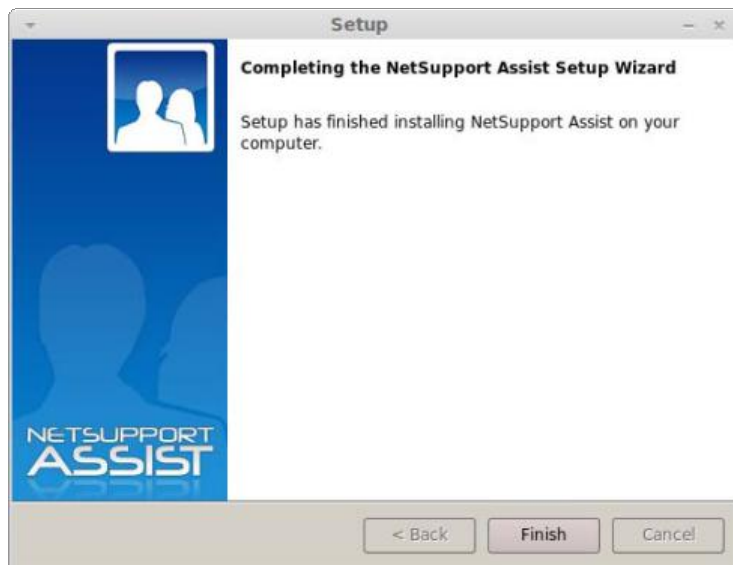 Setup
Completing the NetSupport Assist Setup Wizard
Setup has finished installing NetSupport Assist on your
computer.
NETSUPPORT
ASSIST
< Back
Finish
Cancel